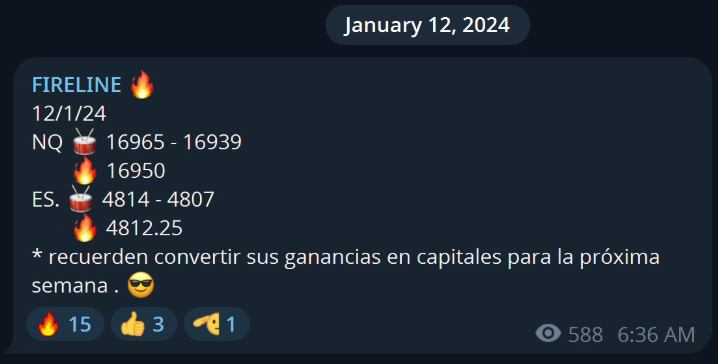 January 12, 2024
FIRELINE 🔥
12/1/24
NQ 🥁 16965 - 16939
🔥 16950
ES. 🥁 4814 - 4807
🔥 4812.25
* recuerden convertir sus ganancias en capitales para la próxima
semana . 😎
🔥 15 👍 3 🫡 1
588 6:36 AM